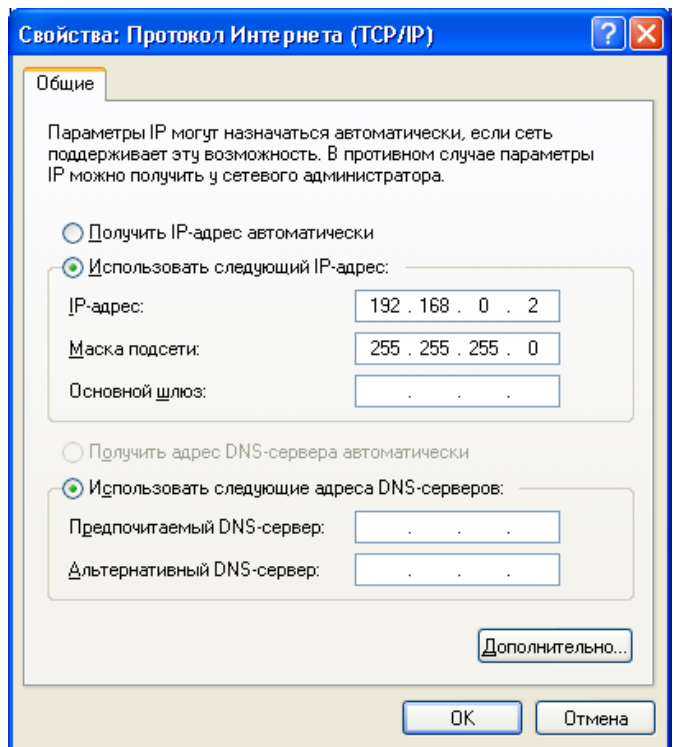 Свойства: Протокол Интернета (TCP/IP)
Общие
Параметры IP могут назначаться автоматически, если сеть
поддерживает эту возможность. В противном случае параметры
IP можно получить у сетевого администратора.
Получить IP-адрес автоматически
Использовать следующий IP-адрес:
IP-адрес: 192 . 168 . 0 . 2
Маска подсети: 255 . 255 . 255 . 0
Основной шлюз: . . .
Получить адрес DNS-сервера автоматически
Использовать следующие адреса DNS-серверов:
Предпочитаемый DNS-сервер: . . .
Альтернативный DNS-сервер: . . .
Дополнительно...
OK Отмена